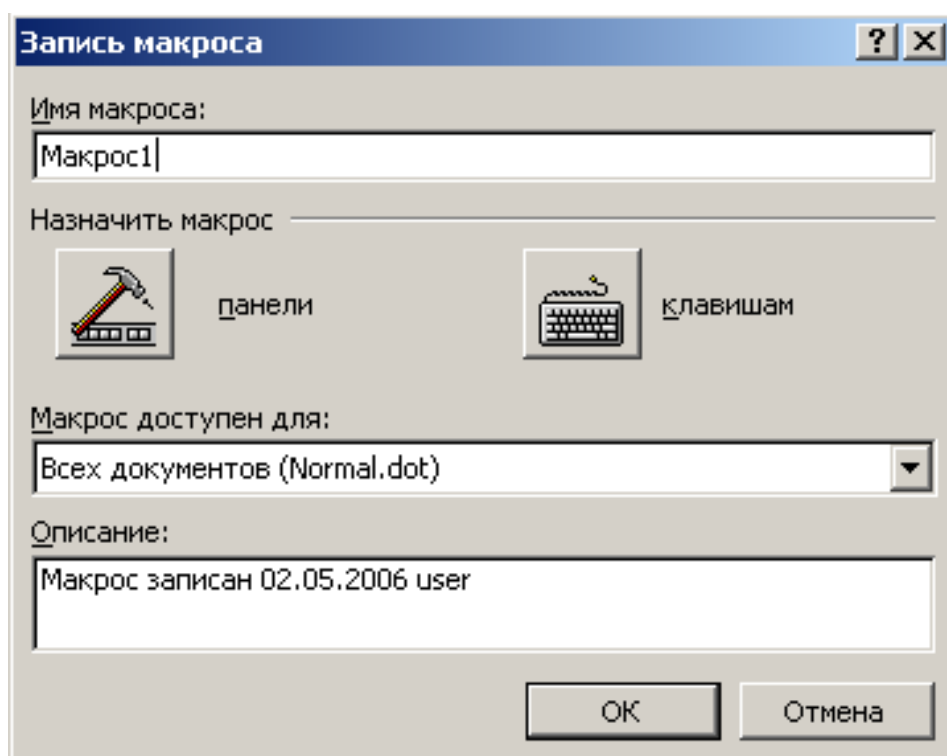 Запись макроса
Имя макроса:
Макрос1
Назначить макрос
панели клавишам
Макрос доступен для:
Всех документов (Normal.dot)
Описание:
Макрос записан 02.05.2006 user
ОК Отмена